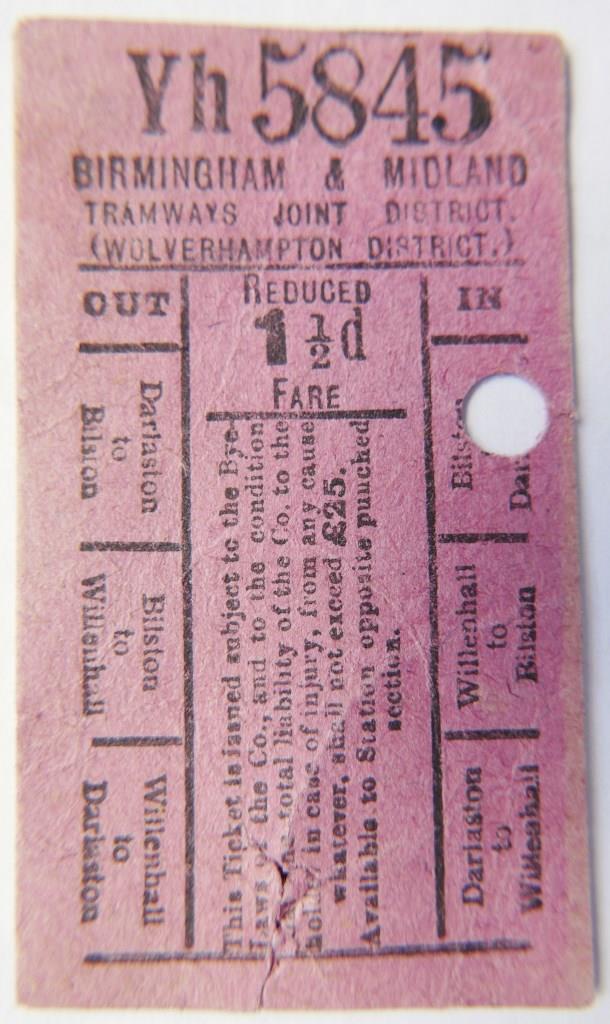 Yh 5845
BIRMINGHAM & MIDLAND
TRAMWAYS JOINT DISTRICT.
(WOLVERHAMPTON DISTRICT.)
OUT
Darlaston
to
Bilston
Bilston
to
Willenhall
Willenhall
to
Darlaston
REDUCED
1½d
FARE
This Ticket is issued subject to the Bye-
Laws of the Co., and to the condition
the total liability of the Co. to the
in case of injury, from any cause
whatever, shall not exceed £25.
Available to Station opposite punched
section.
IN
Willenhall
to
Bilston
Darlaston
to
Willenhall